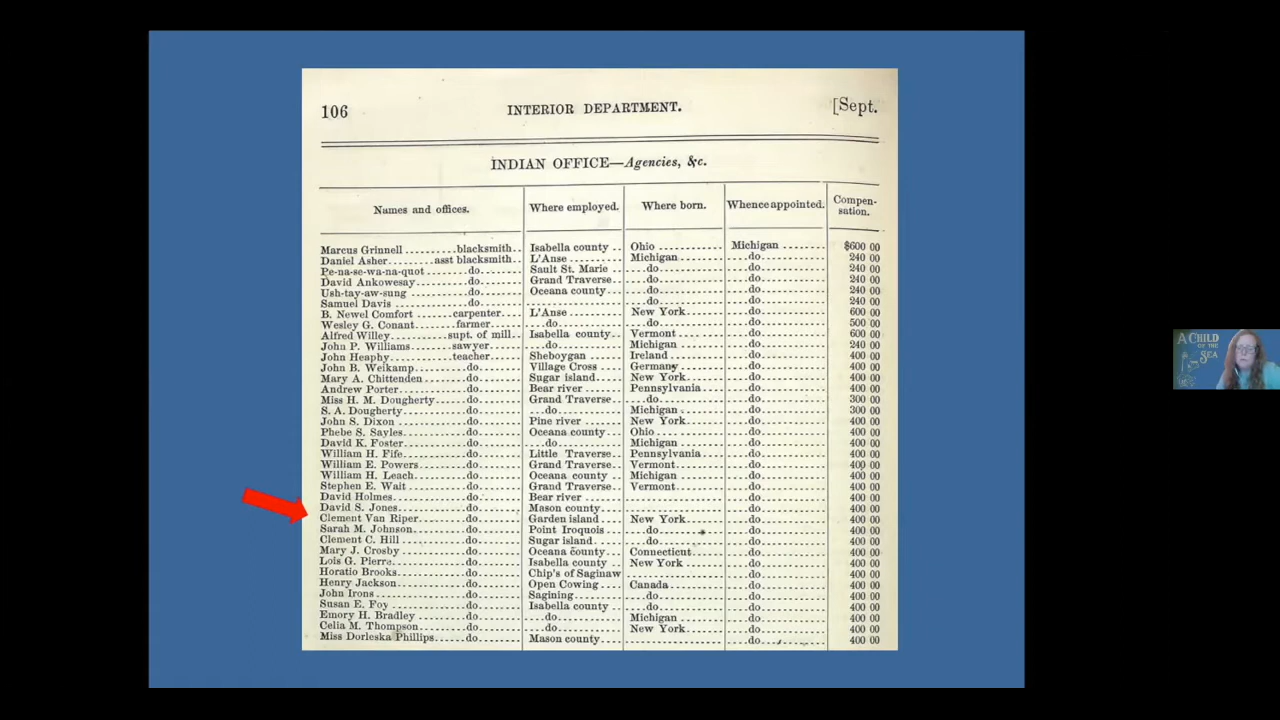 106 INTERIOR DEPARTMENT. [Sept.
INDIAN OFFICE—Agencies, &c.
Names and offices. Where employed. Where born. Whence appointed. Compen-
sation.
Marcus Grinnell..........blacksmith.. Isabella county .. Ohio ............ Michigan ....... $600 00
Daniel Asher........asst blacksmith.. L'Anse ........ Michigan........ ....do........... 240 00
Pe-na-se-wa-na-quot ........do........ Sault St. Marie .. ....do........... ....do........... 240 00
David Ankowesay..........do........ Grand Traverse... ....do........... ....do........... 240 00
Ush-tay-aw-sung ..........do........ Oceana county... ....do........... ....do........... 240 00
Samuel Davis ............do........ ....do........... ....do........... ....do........... 240 00
B. Newel Comfort ......carpenter.... L'Anse.......... New York....... ....do........... 600 00
Wesley G. Conant.......farmer...... ....do........... ....do........... ....do........... 500 00
Alfred Willey........supt. of mill.. Isabella county.. Vermont ........ ....do........... 600 00
John P. Williams.......sawyer...... ....do........... Michigan ....... ....do........... 240 00
John Heaphy............teacher...... Sheboygan ...... Ireland......... ....do........... 400 00
John B. Weikamp..........do........ Village Cross ... Germany........ ....do........... 400 00
Mary A. Chittenden........do........ Sugar island..... New York....... ....do........... 400 00
Andrew Porter............do........ Bear river ...... Pennsylvania.... ....do........... 400 00
Miss H. M. Dougherty......do........ Grand Traverse... ....do........... ....do........... 300 00
S. A. Dougherty...........do........ ....do........... Michigan........ ....do........... 300 00
John S. Dixon............do........ Pine river ...... New York....... ....do........... 400 00
Phebe S. Sayles...........do........ Oceana county... Ohio............ ....do........... 400 00
David K. Foster...........do........ ....do........... Michigan ....... ....do........... 400 00
William H. Fife...........do........ Little Traverse... Pennsylvania.... ....do........... 400 00
William E. Powers.........do........ Grand Traverse... Vermont........ ....do........... 400 00
William H. Leach.........do........ Oceana county... Michigan........ ....do........... 400 00
Stephen E. Wait..........do........ Grand Traverse... Vermont........ ....do........... 400 00
David Holmes.............do........ Bear river ...... ................ ....do........... 400 00
David S. Jones............do........ Mason county.... ................ ....do........... 400 00
Clement Van Riper.........do........ Garden island.... New York....... ....do........... 400 00
Sarah M. Johnson..........do........ Point Iroquois... ....do........... ....do........... 400 00
Clement C. Hill ...........do........ Sugar island..... ....do........... ....do........... 400 00
Mary J. Crosby ...........do........ Oceana county... Connecticut..... ....do........... 400 00
Lois G. Pierre............do........ Isabella county .. New York....... ....do........... 400 00
Horatio Brooks............do........ Chip's of Saginaw ................ ....do........... 400 00
Henry Jackson............do........ Open Cowing .... Canada......... ....do........... 400 00
John Irons ...............do........ Sagining......... ....do........... ....do........... 400 00
Susan E. Foy .............do........ Isabella county .. ....do........... ....do........... 400 00
Emory H. Bradley ........do........ ....do........... Michigan ....... ....do........... 400 00
Celia M. Thompson........do........ ....do........... New York....... ....do........... 400 00
Miss Dorleska Phillips......do........ Mason county.... ................ ....do........... 400 00
A CHILD
OF THE
SEA